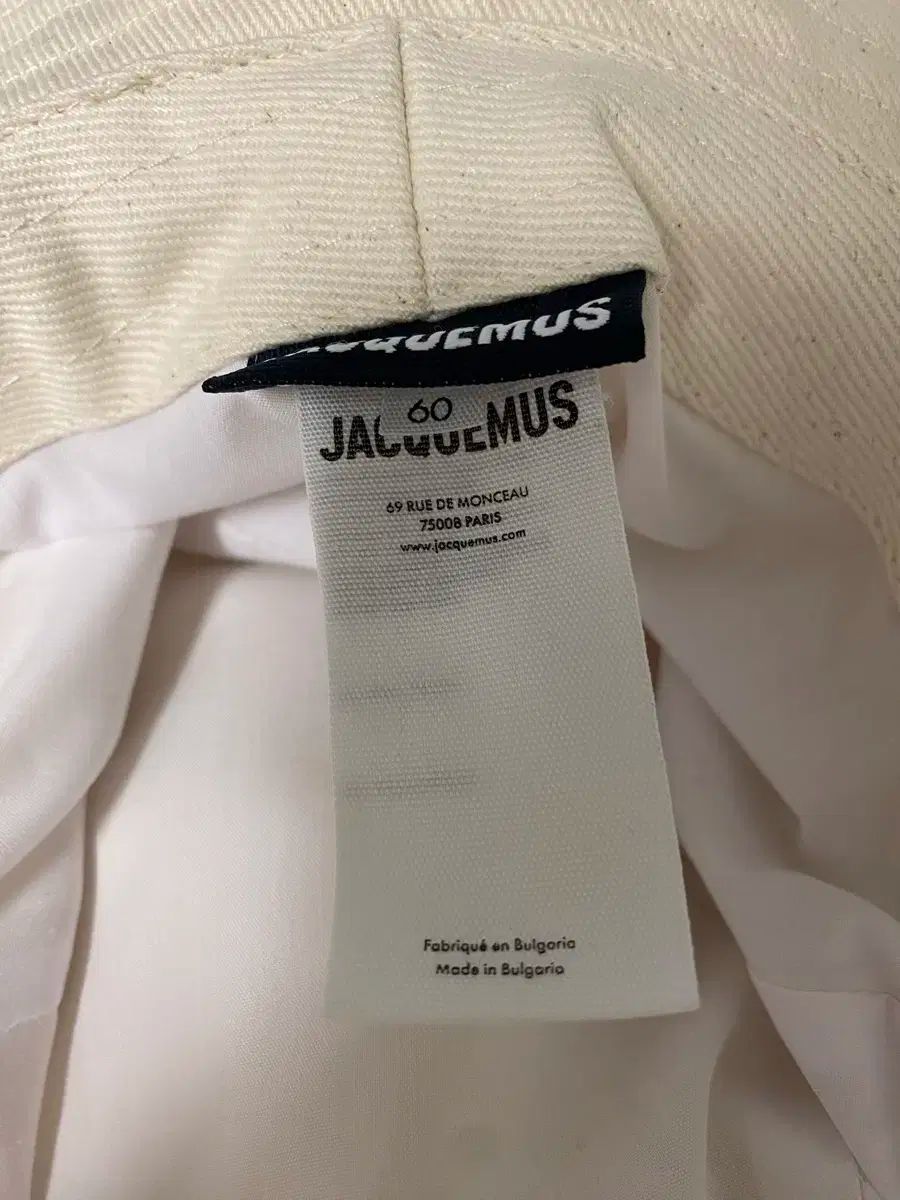 JACQUEMUS
60
JACQUEMUS
69 RUE DE MONCEAU
75008 PARIS
www.jacquemus.com
Fabriqué en Bulgaria
Made in Bulgaria